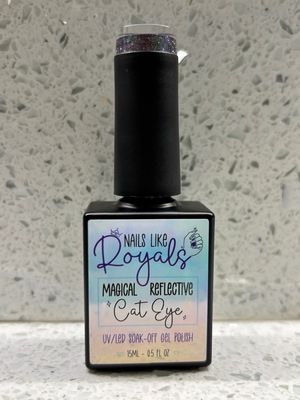 NAILS LIKE
Royals
MAGICAL REFLECTIVE
Cat Eye
UV/LED SOAK-OFF GEL POLISH
15ML - 0.5 fl OZ